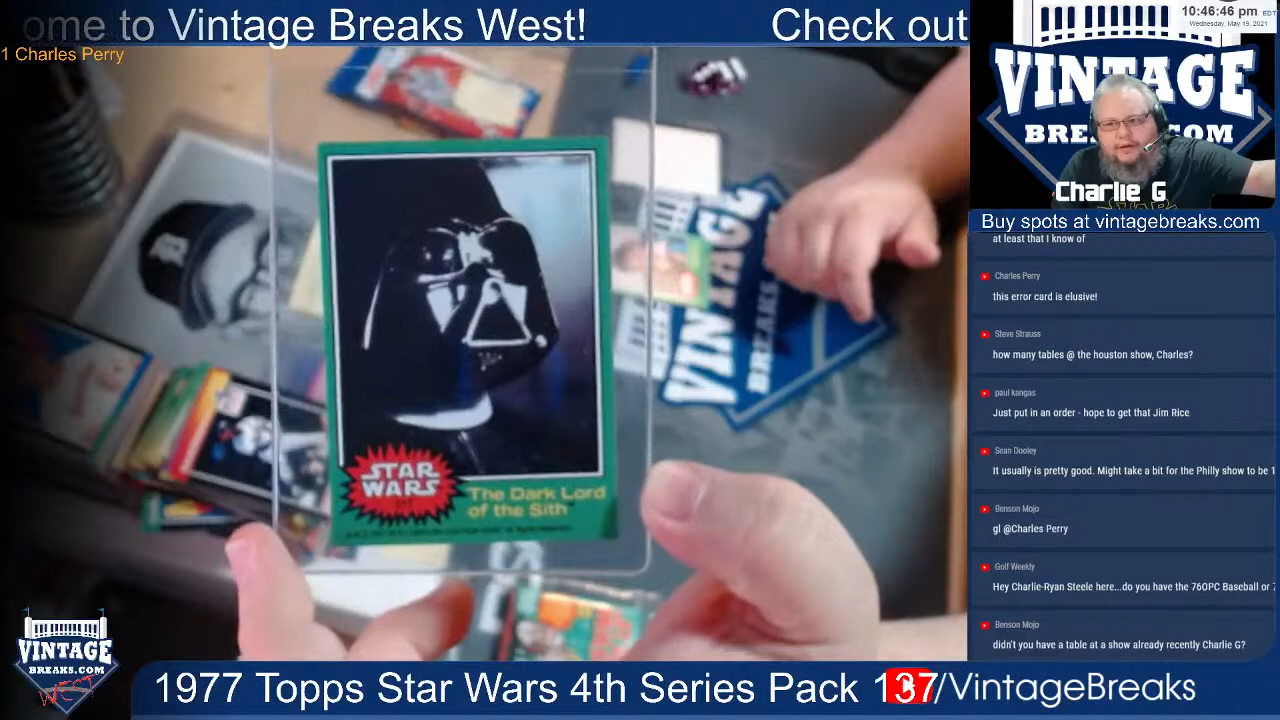 ome to Vintage Breaks West!
Check out
1 Charles Perry
10:46:46 pm EDT
Wednesday, May 19, 2021
VINTAGE
Charlie G
Buy spots at vintagebreaks.com
at least that I know of
Charles Perry
this error card is elusive!
Steve Strauss
how many tables @ the houston show, Charles?
paul kangas
Just put in an order - hope to get that Jim Rice
Sean Dooley
It usually is pretty good. Might take a bit for the Philly show to be
Benson Mojo
gl @Charles Perry
Golf Weekly
Hey Charlie-Ryan Steele here...do you have the 76OPC Baseball or
Benson Mojo
didn't you have a table at a show already recently Charlie G?
VINTAGE
BREAKS
STAR
WARS
The Dark Lord
of the Sith
VINTAGE
BREAKS.COM
WEST
1977 Topps Star Wars 4th Series Pack
/VintageBreaks